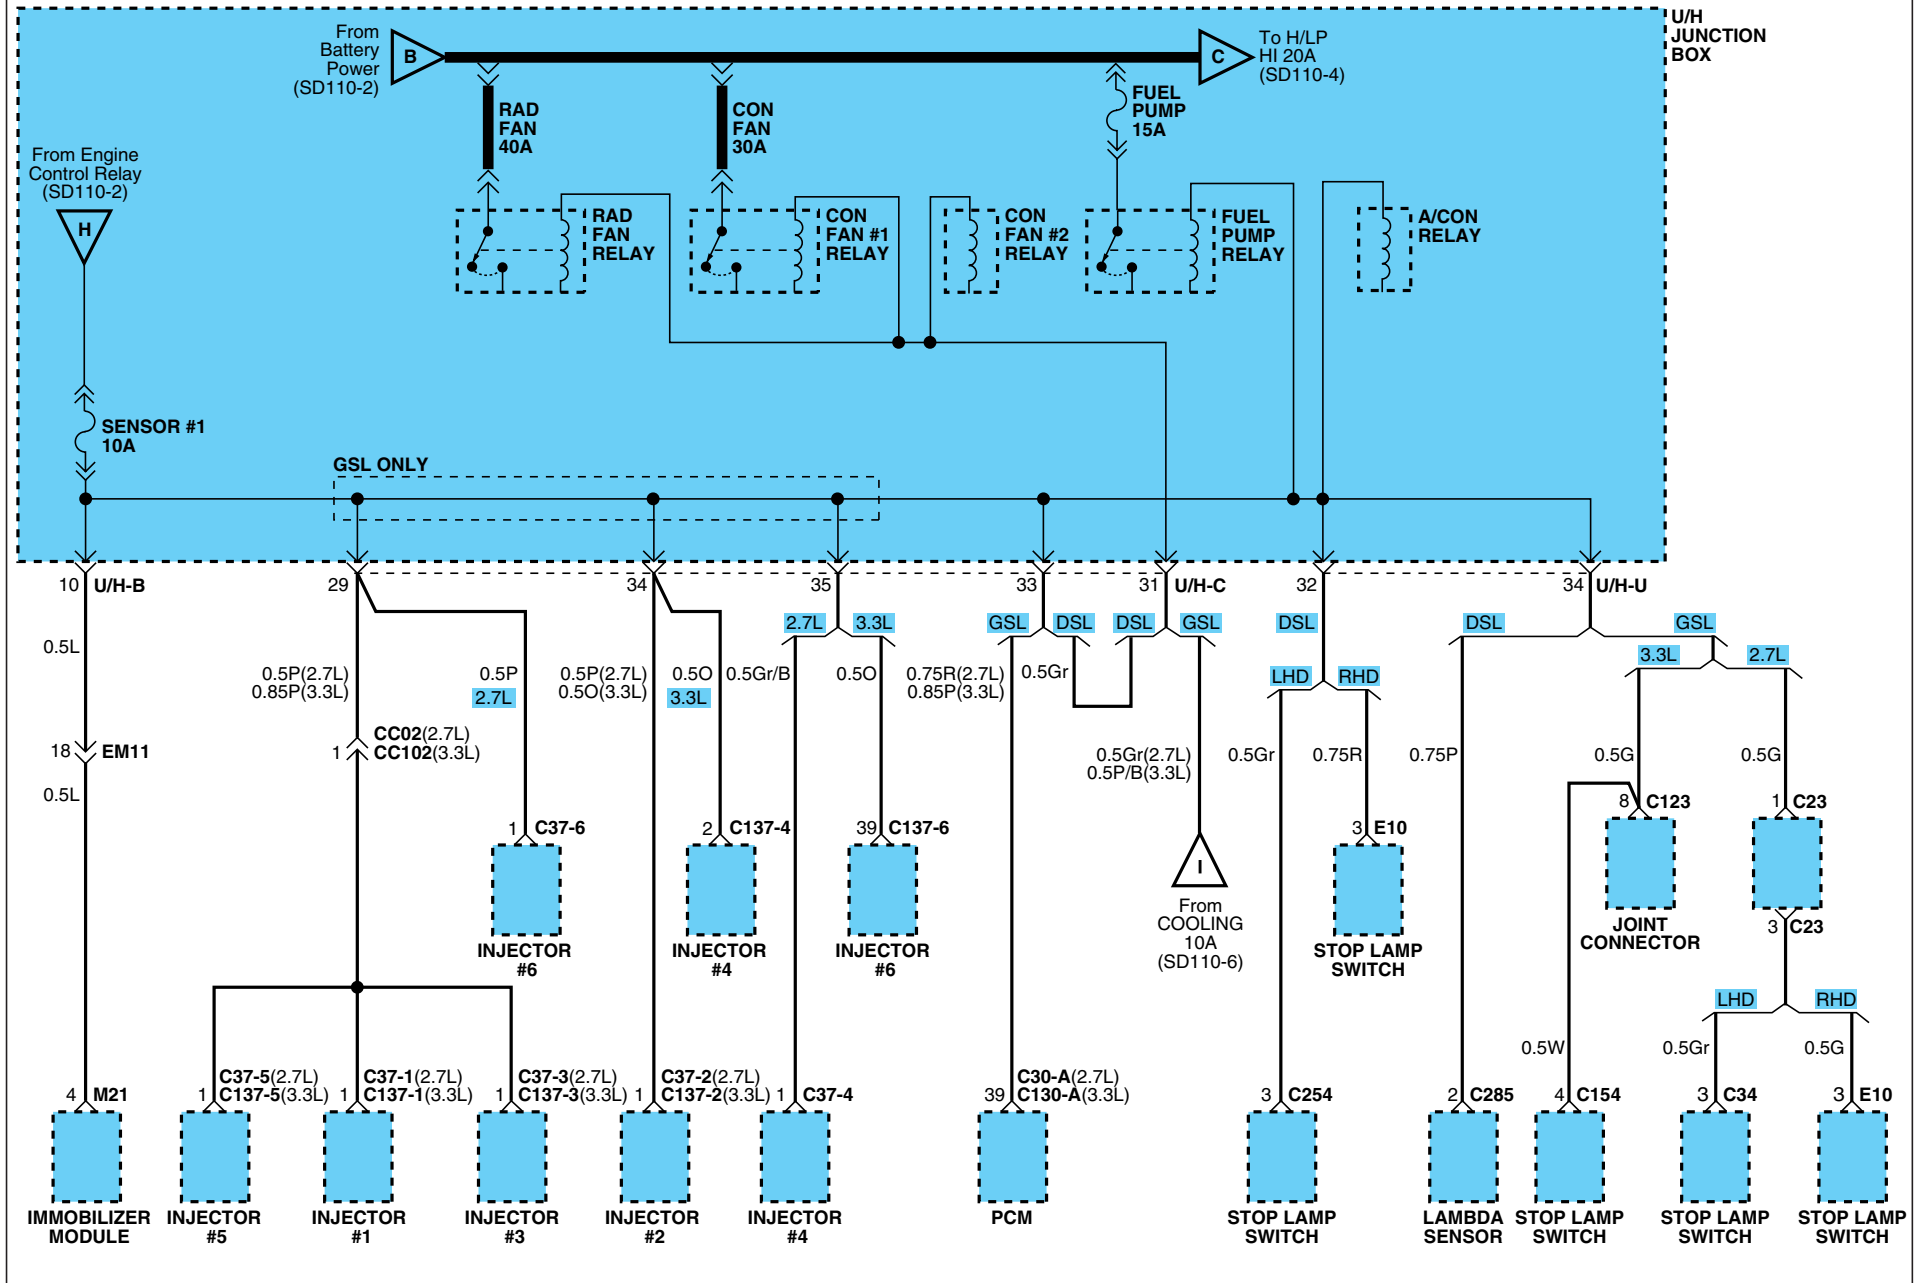 U/H
JUNCTION
BOX
From
Battery
Power
(SD110-2)
B
C
To H/LP
HI 20A
(SD110-4)
RAD
FAN
40A
CON
FAN
30A
FUEL
PUMP
15A
From Engine
Control Relay
(SD110-2)
H
RAD
FAN
RELAY
CON
FAN #1
RELAY
CON
FAN #2
RELAY
FUEL
PUMP
RELAY
A/CON
RELAY
SENSOR #1
10A
GSL ONLY
10 U/H-B
29
34
35
33
31 U/H-C
32
34 U/H-U
2.7L 3.3L
GSL DSL
DSL GSL
DSL
DSL
GSL
0.5L
3.3L 2.7L
0.5P(2.7L)
0.85P(3.3L)
0.5P
2.7L
0.5P(2.7L)
0.5O(3.3L)
0.5O
3.3L
0.5Gr/B
0.5O
0.75R(2.7L)
0.85P(3.3L)
0.5Gr
LHD RHD
18 EM11
1
CC02(2.7L)
CC102(3.3L)
0.5Gr(2.7L)
0.5P/B(3.3L)
0.5Gr
0.75R
0.75P
0.5G
0.5G
0.5L
8 C123
1 C23
1 C37-6
2 C137-4
39 C137-6
3 E10
I
From
COOLING
10A
(SD110-6)
INJECTOR
#6
INJECTOR
#4
INJECTOR
#6
STOP LAMP
SWITCH
JOINT
CONNECTOR
3 C23
LHD RHD
0.5W
0.5Gr
0.5G
4 M21
1
C37-5(2.7L)
C137-5(3.3L)
1
C37-1(2.7L)
C137-1(3.3L)
1
C37-3(2.7L)
C137-3(3.3L)
1
C37-2(2.7L)
C137-2(3.3L)
1 C37-4
39
C30-A(2.7L)
C130-A(3.3L)
3 C254
2 C285
4 C154
3 C34
3 E10
IMMOBILIZER
MODULE
INJECTOR
#5
INJECTOR
#1
INJECTOR
#3
INJECTOR
#2
INJECTOR
#4
PCM
STOP LAMP
SWITCH
LAMBDA
SENSOR
STOP LAMP
SWITCH
STOP LAMP
SWITCH
STOP LAMP
SWITCH